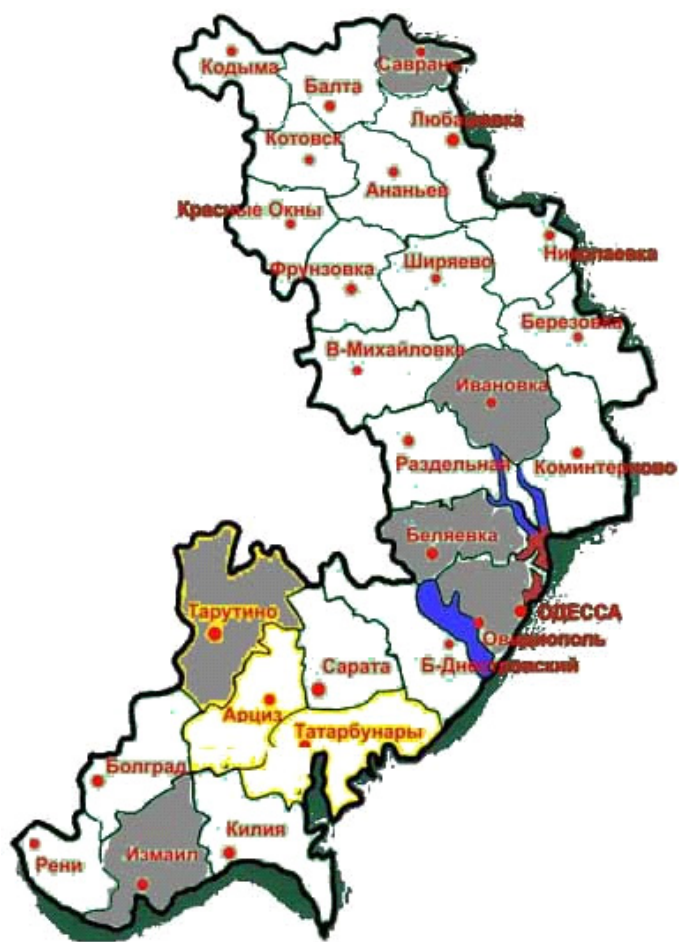 Саврань
Кодыма
Балта
Любашевка
Котовск
Ананьев
Красные Окны
Николаевка
Ширяево
Фрунзовка
Березовка
В-Михайловка
Ивановка
Раздельная
Коминтерново
Беляевка
Тарутино
ОДЕССА
Овидиополь
Б-Днестровский
Сарата
Арциз
Татарбунары
Болград
Килия
Измаил
Рени